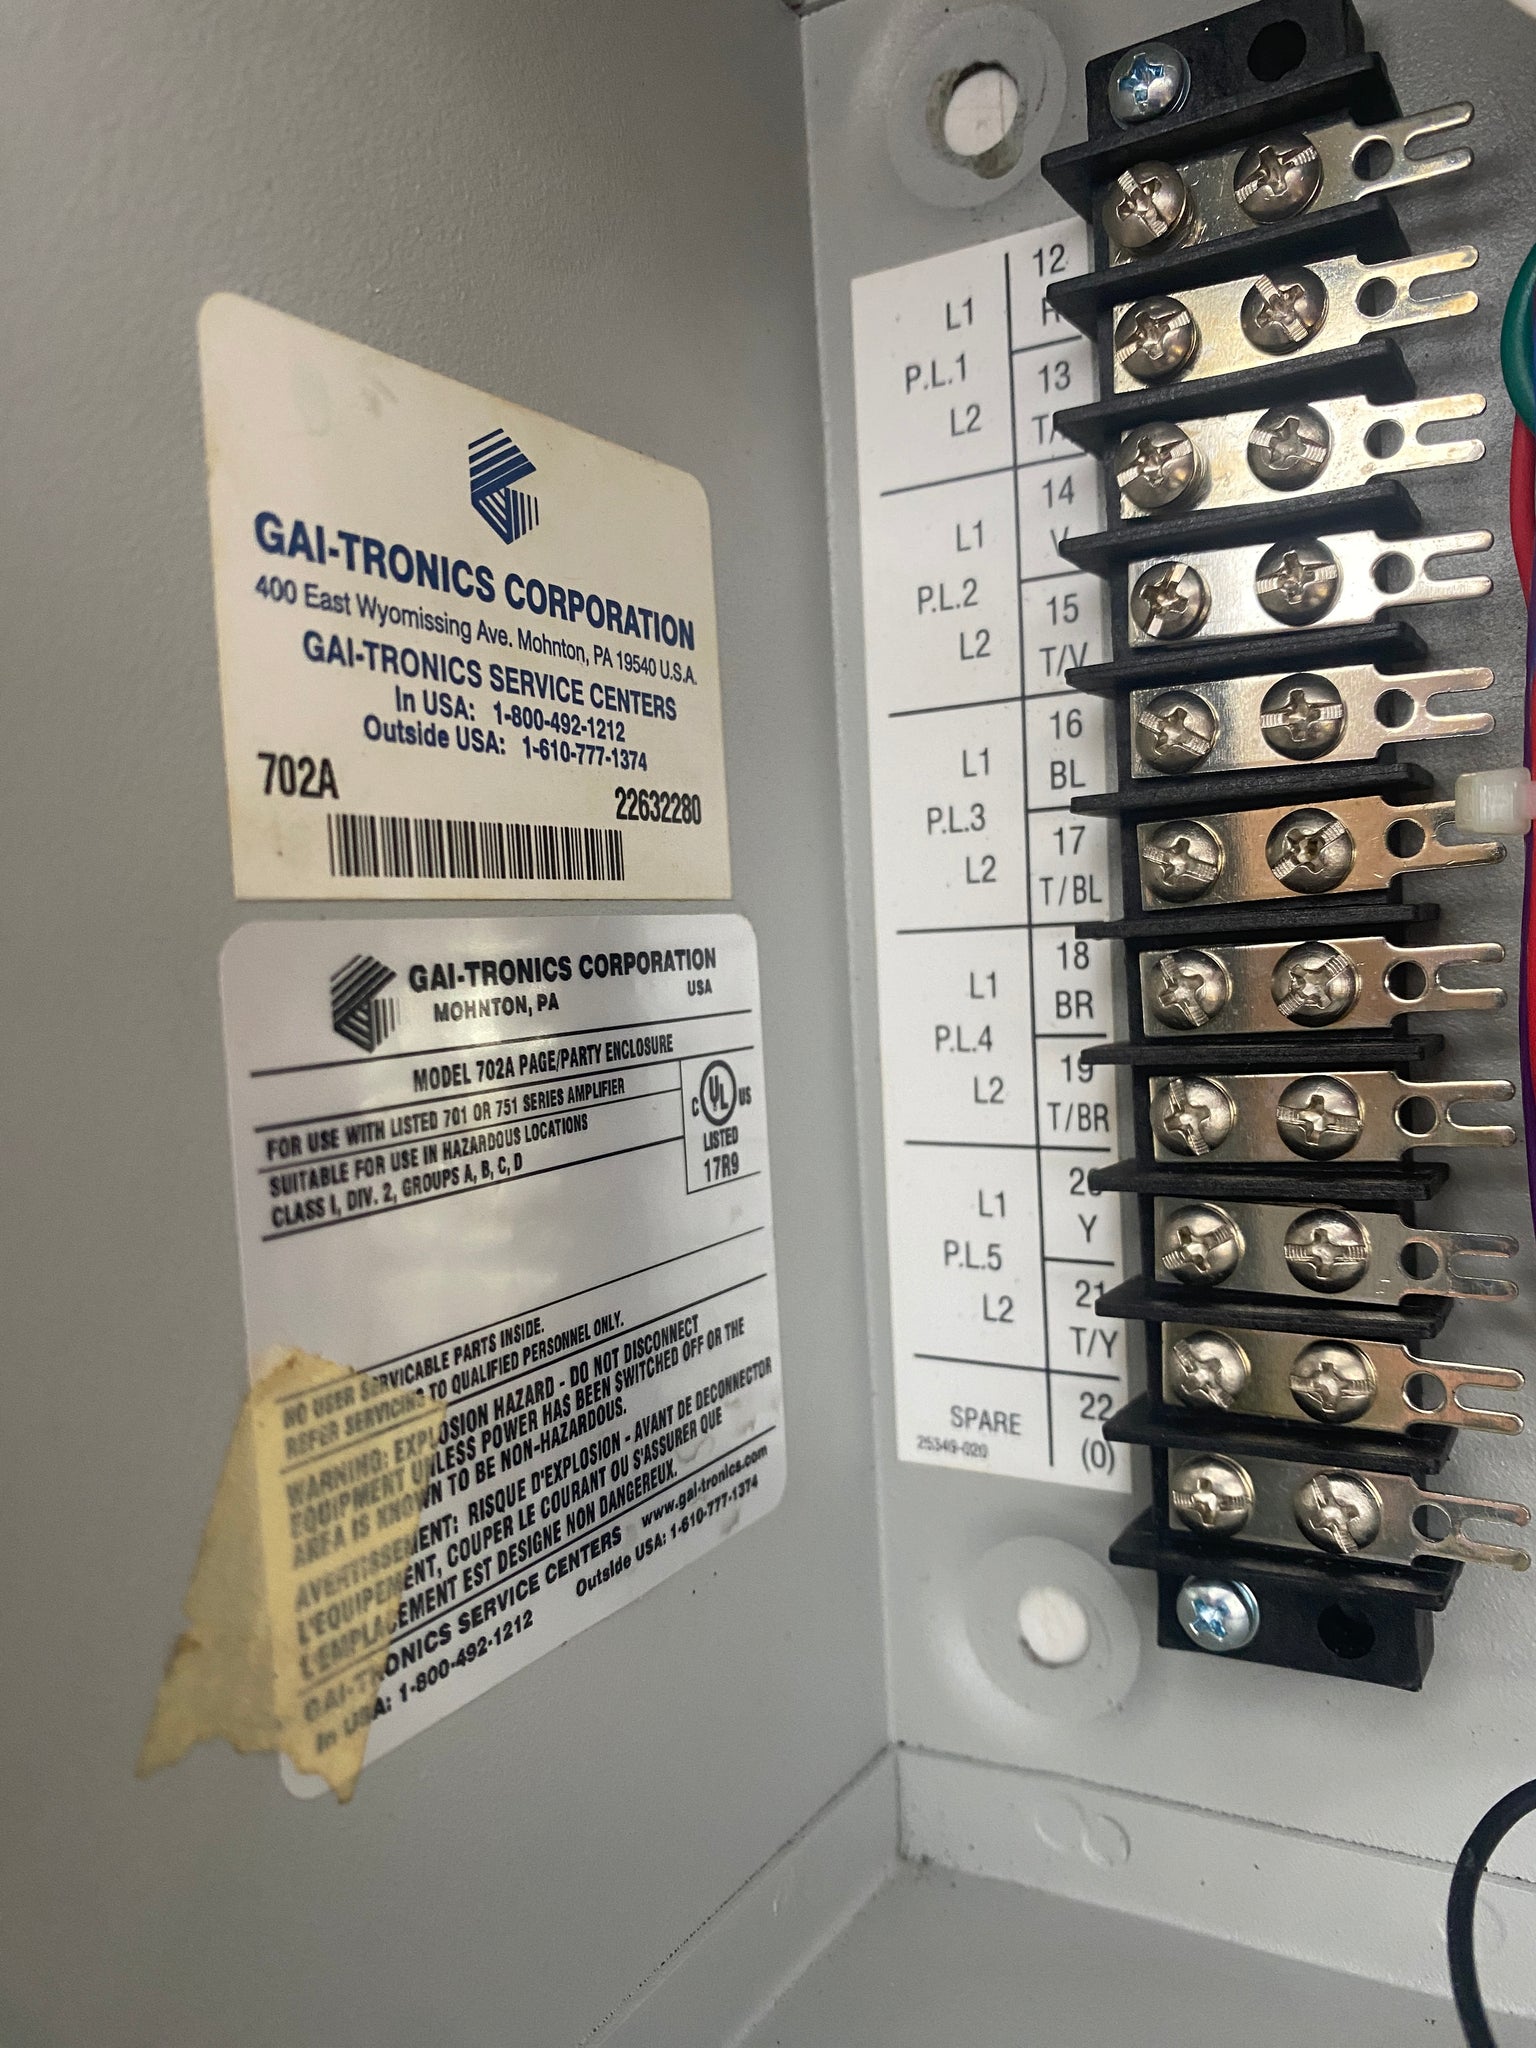 GAI-TRONICS CORPORATION
400 East Wyomissing Ave. Mohnton, PA 19540 U.S.A.
GAI-TRONICS SERVICE CENTERS
In USA: 1-800-492-1212
Outside USA: 1-610-777-1374
702A
22632280
GAI-TRONICS CORPORATION
MOHNTON, PA
USA
MODEL 702A PAGE/PARTY ENCLOSURE
FOR USE WITH LISTED 701 OR 751 SERIES AMPLIFIER
SUITABLE FOR USE IN HAZARDOUS LOCATIONS
CLASS I, DIV. 2, GROUPS A, B, C, D
C UL US
LISTED
17R9
NO USER SERVICABLE PARTS INSIDE.
REFER SERVICING TO QUALIFIED PERSONNEL ONLY.
WARNING: EXPLOSION HAZARD - DO NOT DISCONNECT
EQUIPMENT UNLESS POWER HAS BEEN SWITCHED OFF OR THE
AREA IS KNOWN TO BE NON-HAZARDOUS.
AVERTISSEMENT: RISQUE D'EXPLOSION - AVANT DE DECONNECTOR
L'EQUIPEMENT, COUPER LE COURANT OU S'ASSURER QUE
L'EMPLACEMENT EST DESIGNE NON DANGEREUX.
GAI-TRONICS SERVICE CENTERS www.gai-tronics.com
In USA: 1-800-492-1212 Outside USA: 1-610-777-1374
L1 12
P.L.1
L2 13
L1 14
V
P.L.2
L2 15
T/V
L1 16
BL
P.L.3
L2 17
T/BL
L1 18
BR
P.L.4
L2 19
T/BR
L1 20
Y
P.L.5
L2 21
T/Y
SPARE 22
25349-020 (O)